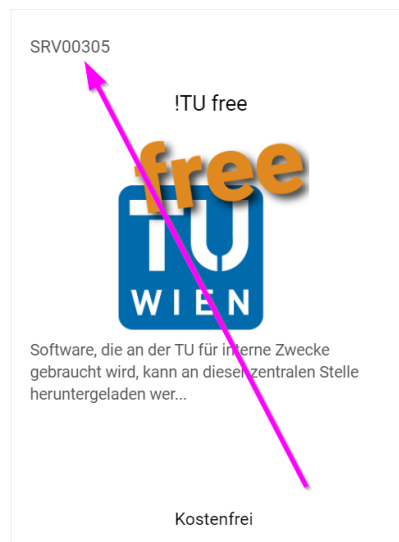 SRV00305
!TU free
free
TU
WIEN
Software, die an der TU für interne Zwecke
gebraucht wird, kann an dieser zentralen Stelle
heruntergeladen wer...
Kostenfrei